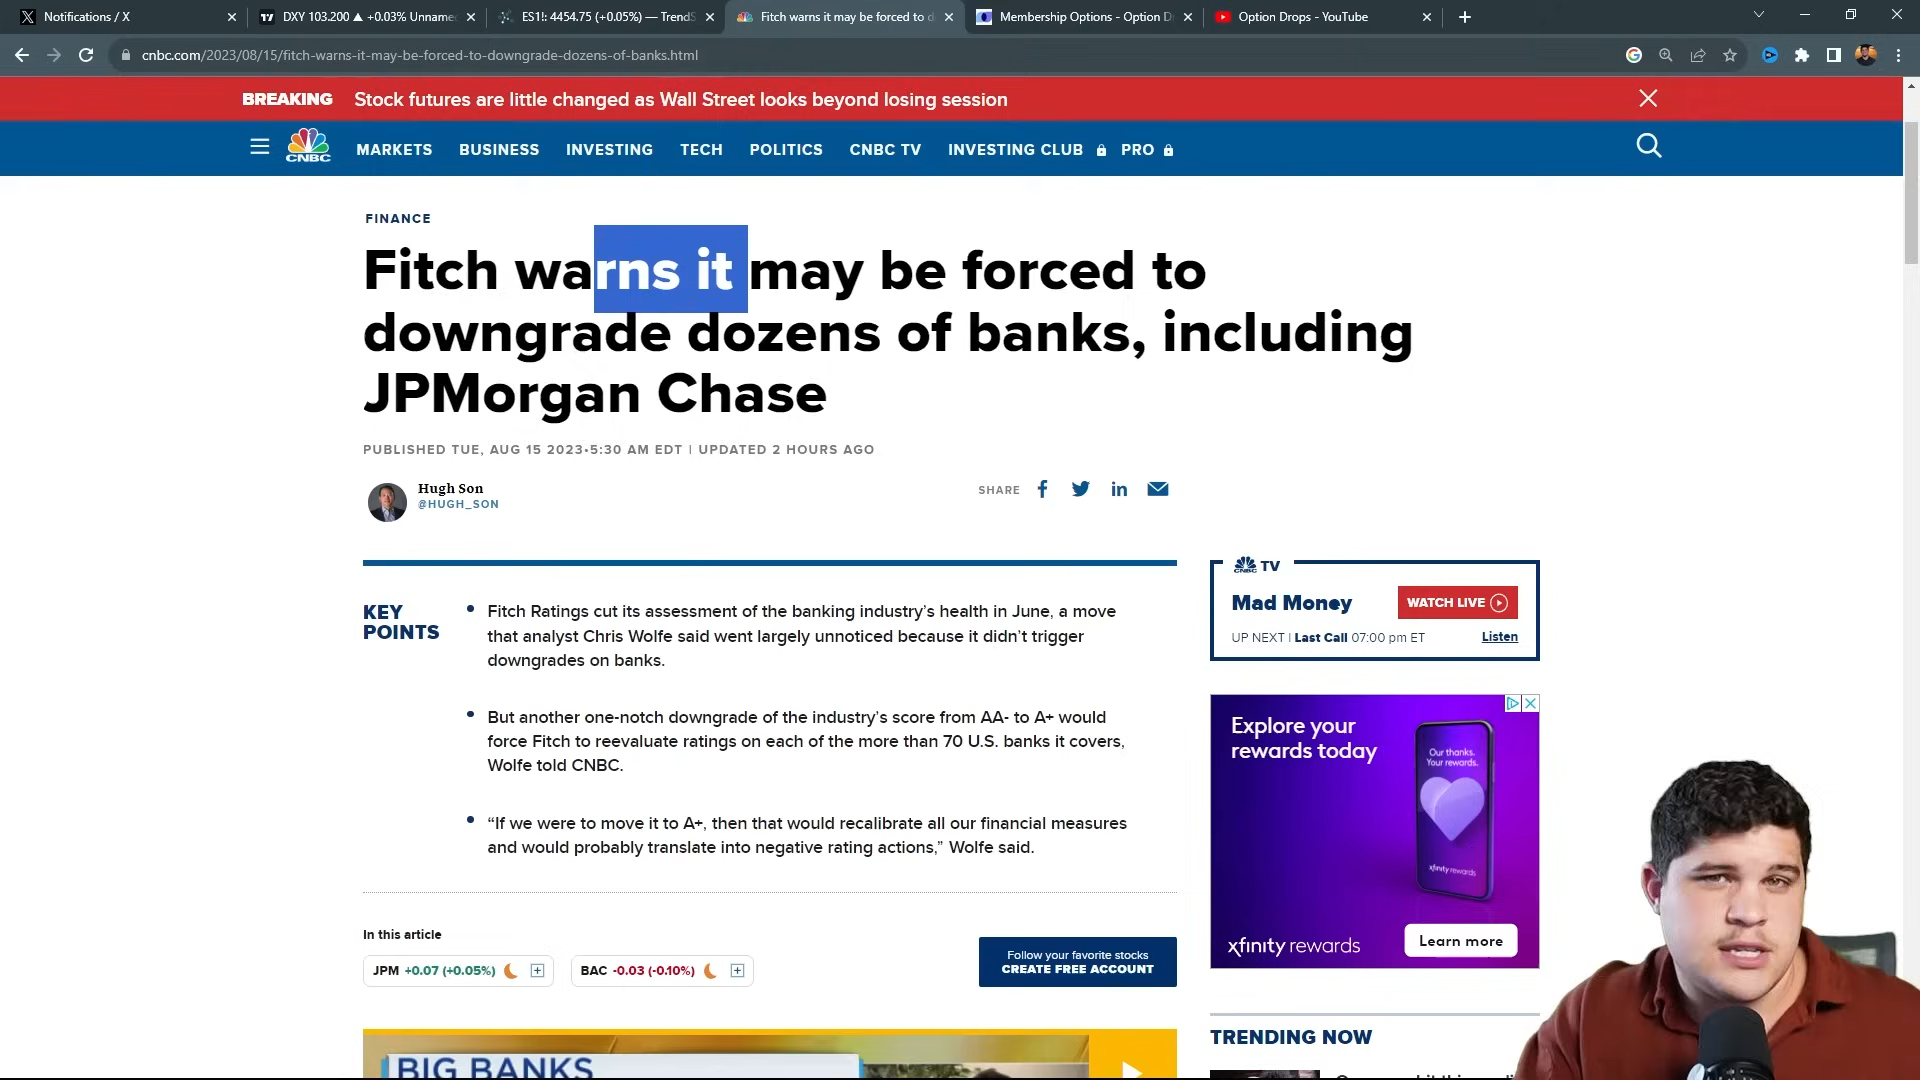 Notifications / X
DXY 103.200 ▲ +0.03% Unname
ES1!: 4454.75 (+0.05%) — TrendS
Fitch warns it may be forced to d
Membership Options - Option D
Option Drops - YouTube
cnbc.com/2023/08/15/fitch-warns-it-may-be-forced-to-downgrade-dozens-of-banks.html
BREAKING Stock futures are little changed as Wall Street looks beyond losing session
CNBC MARKETS BUSINESS INVESTING TECH POLITICS CNBC TV INVESTING CLUB PRO
FINANCE
Fitch warns it may be forced to
downgrade dozens of banks, including
JPMorgan Chase
PUBLISHED TUE, AUG 15 2023•5:30 AM EDT | UPDATED 2 HOURS AGO
Hugh Son
@HUGH_SON
SHARE
KEY
POINTS
Fitch Ratings cut its assessment of the banking industry’s health in June, a move
that analyst Chris Wolfe said went largely unnoticed because it didn’t trigger
downgrades on banks.
But another one-notch downgrade of the industry’s score from AA- to A+ would
force Fitch to reevaluate ratings on each of the more than 70 U.S. banks it covers,
Wolfe told CNBC.
“If we were to move it to A+, then that would recalibrate all our financial measures
and would probably translate into negative rating actions,” Wolfe said.
In this article
JPM +0.07 (+0.05%)
BAC -0.03 (-0.10%)
Follow your favorite stocks
CREATE FREE ACCOUNT
BIG BANKS
CNBC TV
Mad Money
WATCH LIVE
UP NEXT | Last Call 07:00 pm ET
Listen
Explore your
rewards today
Our thanks.
Your rewards.
xfinity rewards
xfinity rewards
Learn more
TRENDING NOW